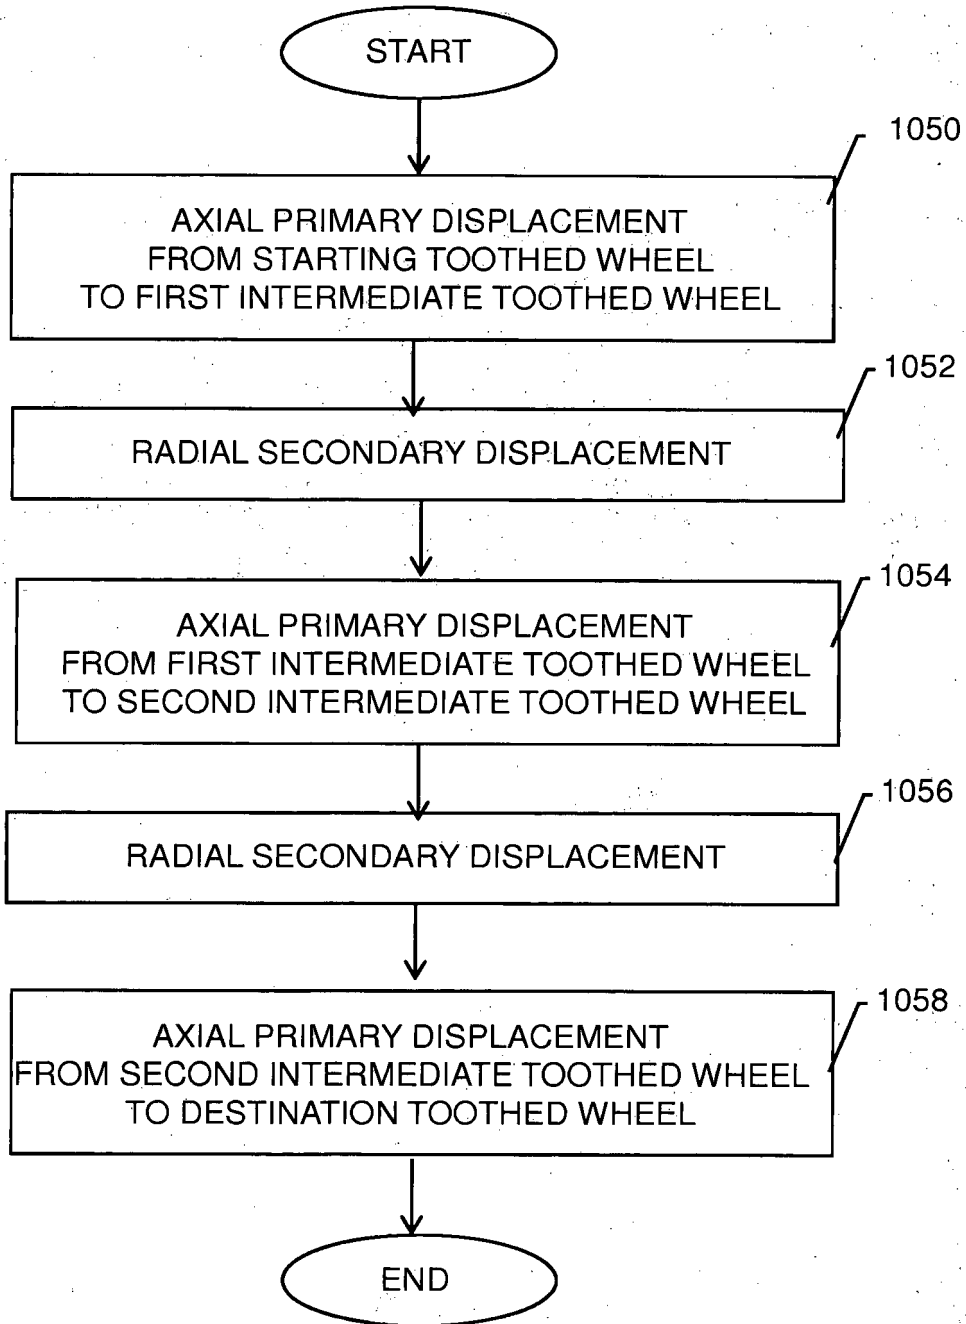 START
1050
AXIAL PRIMARY DISPLACEMENT
FROM STARTING TOOTHED WHEEL
TO FIRST INTERMEDIATE TOOTHED WHEEL
1052
RADIAL SECONDARY DISPLACEMENT
1054
AXIAL PRIMARY DISPLACEMENT
FROM FIRST INTERMEDIATE TOOTHED WHEEL
TO SECOND INTERMEDIATE TOOTHED WHEEL
1056
RADIAL SECONDARY DISPLACEMENT
1058
AXIAL PRIMARY DISPLACEMENT
FROM SECOND INTERMEDIATE TOOTHED WHEEL
TO DESTINATION TOOTHED WHEEL
END